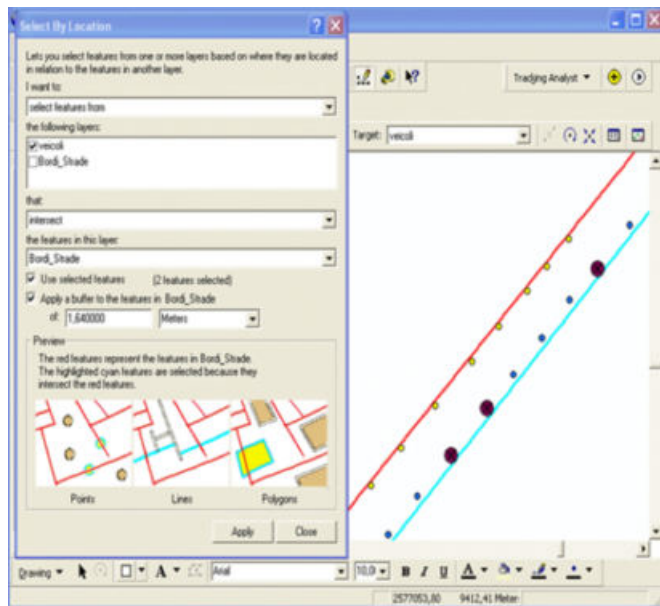 Select By Location
Lets you select features from one or more layers based on where they are located
in relation to the features in another layer.
I want to:
select features from
the following layers:
veicoli
Bordi_Strade
that:
intersect
the features in this layer:
Bordi_Strade
Use selected features (2 features selected)
Apply a buffer to the features in Bordi_Strade
of: 1,640000 Meters
Preview
The red features represent the features in Bordi_Strade.
The highlighted cyan features are selected because they
intersect the red features.
Points Lines Polygons
Apply Close
Tracking Analyst
Target: veicoli
Drawing A Arial 10,0 B I U A
2577053,80 9412,41 Meter